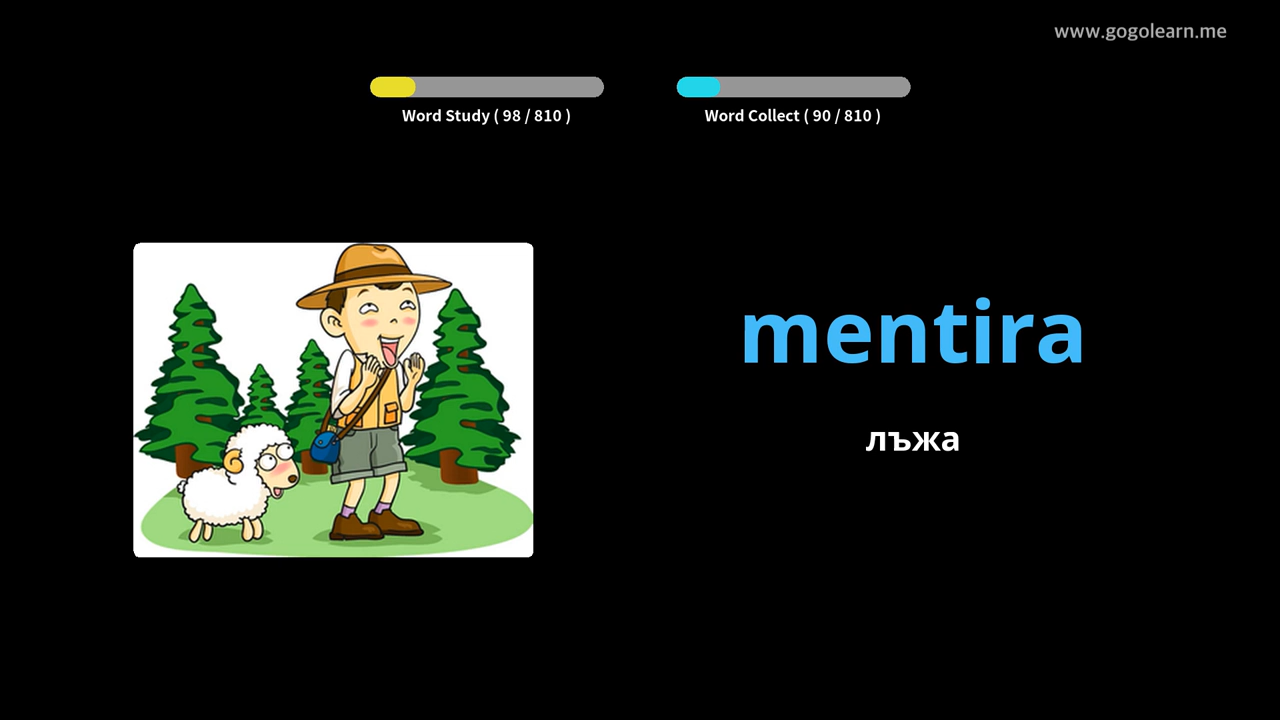 www.gogolearn.me
Word Study ( 98 / 810 )
Word Collect ( 90 / 810 )
mentira
лъжа